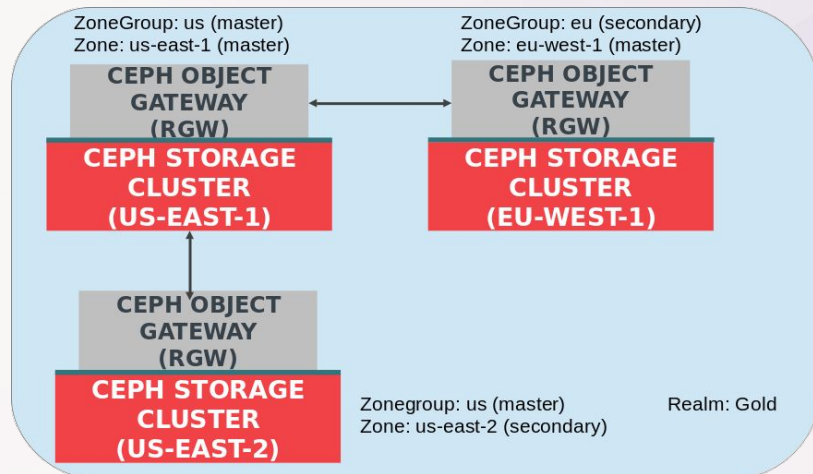 ZoneGroup: us (master)
Zone: us-east-1 (master)
CEPH OBJECT
GATEWAY
(RGW)
CEPH STORAGE
CLUSTER
(US-EAST-1)
ZoneGroup: eu (secondary)
Zone: eu-west-1 (master)
CEPH OBJECT
GATEWAY
(RGW)
CEPH STORAGE
CLUSTER
(EU-WEST-1)
CEPH OBJECT
GATEWAY
(RGW)
CEPH STORAGE
CLUSTER
(US-EAST-2)
Zonegroup: us (master)
Zone: us-east-2 (secondary)
Realm: Gold